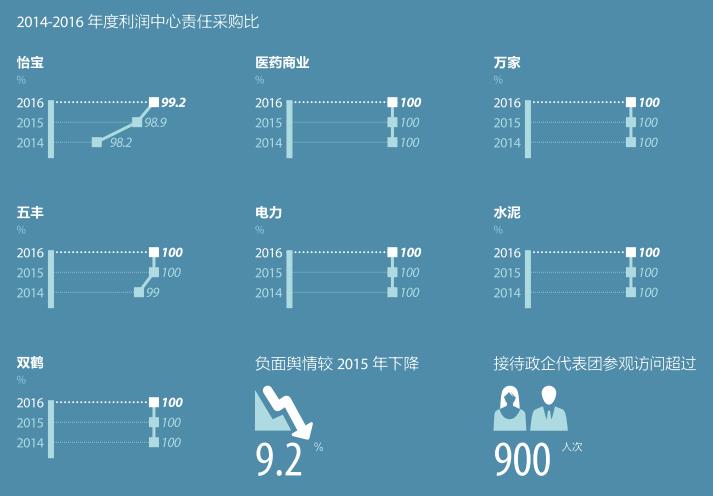 2014-2016 年度利润中心责任采购比
怡宝
%
2016 99.2
2015 98.9
2014 98.2
医药商业
%
2016 100
2015 100
2014 100
万家
%
2016 100
2015 100
2014 100
五丰
%
2016 100
2015 100
2014 99
电力
%
2016 100
2015 100
2014 100
水泥
%
2016 100
2015 100
2014 100
双鹤
%
2016 100
2015 100
2014 100
负面舆情较 2015 年下降
9.2 %
接待政企代表团参观访问超过
900 人次